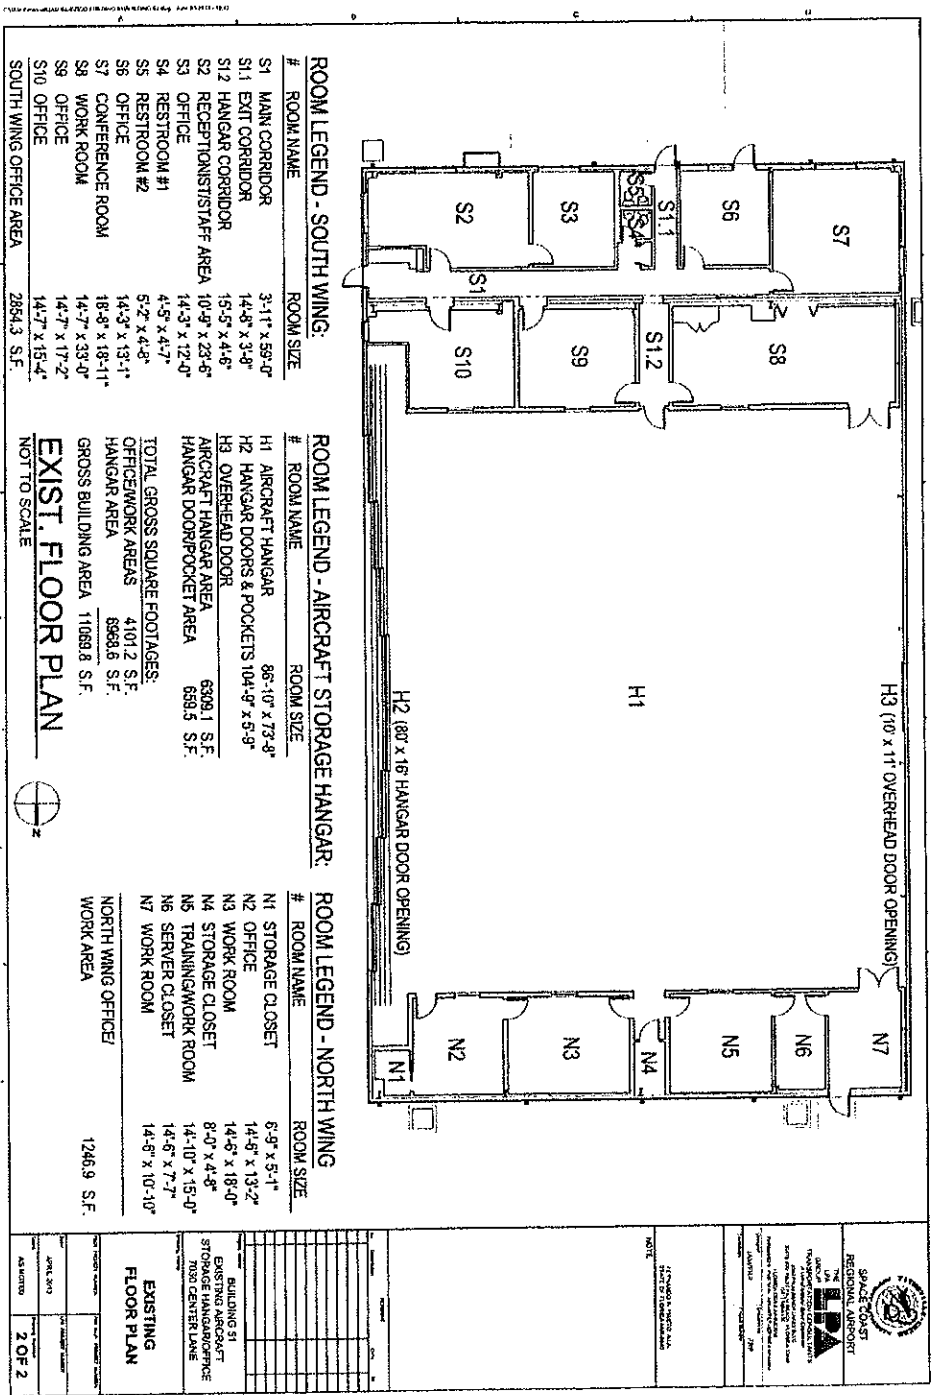 S7
S6
S1.1
S5
S4
S3
S2
S1
S8
S1.2
S9
S10
H3 (10' x 11' OVERHEAD DOOR OPENING)
H1
H2 (80' x 16' HANGAR DOOR OPENING)
N7
N6
N5
N4
N3
N2
N1
ROOM LEGEND - SOUTH WING:
# ROOM NAME ROOM SIZE
S1 MAIN CORRIDOR 3'-11" x 59'-0"
S1.1 EXIT CORRIDOR 14'-8" x 3'-8"
S1.2 HANGAR CORRIDOR 15'-5" x 4'-6"
S2 RECEPTIONIST/STAFF AREA 10'-9" x 23'-6"
S3 OFFICE 14'-3" x 12'-0"
S4 RESTROOM #1 4'-5" x 4'-7"
S5 RESTROOM #2 5'-2" x 4'-8"
S6 OFFICE 14'-3" x 13'-1"
S7 CONFERENCE ROOM 18'-8" x 18'-11"
S8 WORK ROOM 14'-7" x 33'-0"
S9 OFFICE 14'-7" x 17'-2"
S10 OFFICE 14'-7" x 15'-4"
SOUTH WING OFFICE AREA 2854.3 S.F.
ROOM LEGEND - AIRCRAFT STORAGE HANGAR:
# ROOM NAME ROOM SIZE
H1 AIRCRAFT HANGAR 86'-10" x 73'-8"
H2 HANGAR DOORS & POCKETS 104'-9" x 5'-9"
H3 OVERHEAD DOOR
AIRCRAFT HANGAR AREA 6309.1 S.F.
HANGAR DOOR/POCKET AREA 659.5 S.F.
TOTAL GROSS SQUARE FOOTAGES:
OFFICE/WORK AREAS 4101.2 S.F.
HANGAR AREA 6968.6 S.F.
GROSS BUILDING AREA 11069.8 S.F.
EXIST. FLOOR PLAN
NOT TO SCALE
N
ROOM LEGEND - NORTH WING
# ROOM NAME ROOM SIZE
N1 STORAGE CLOSET 6'-9" x 5'-1"
N2 OFFICE 14'-6" x 13'-2"
N3 WORK ROOM 14'-6" x 18'-0"
N4 STORAGE CLOSET 8'-0" x 4'-8"
N5 TRAINING/WORK ROOM 14'-10" x 15'-0"
N6 SERVER CLOSET 14'-6" x 7'-7"
N7 WORK ROOM 14'-6" x 10'-10"
NORTH WING OFFICE/
WORK AREA 1246.9 S.F.
SPACE COAST
REGIONAL AIRPORT
THE
LPA
GROUP
TRANSPORTATION CONSULTANTS
NOTE
BUILDING 51
EXISTING AIRCRAFT
STORAGE HANGAR/OFFICE
7030 CENTER LANE
EXISTING
FLOOR PLAN
APRIL 2012
AS NOTED
2 OF 2